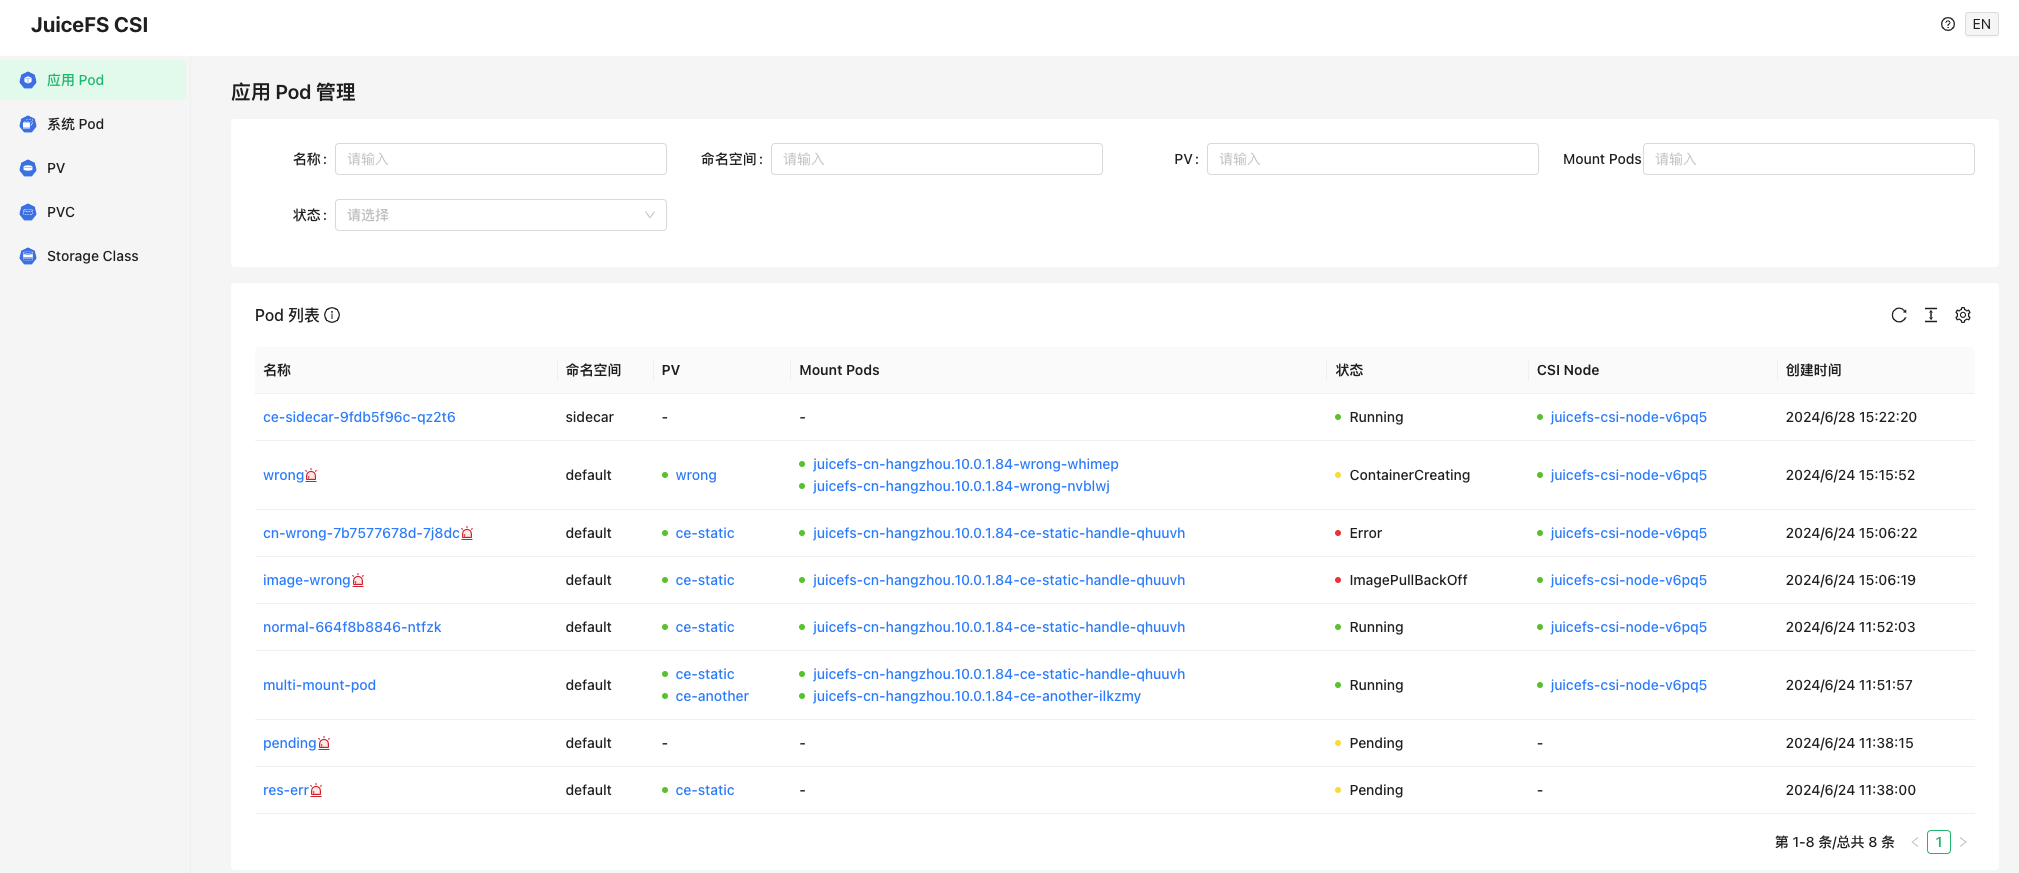 JuiceFS CSI
EN
应用 Pod
系统 Pod
PV
PVC
Storage Class
应用 Pod 管理
名称: 请输入 命名空间: 请输入 PV: 请输入 Mount Pods 请输入
状态: 请选择
Pod 列表
名称 命名空间 PV Mount Pods 状态 CSI Node 创建时间
ce-sidecar-9fdb5f96c-qz2t6 sidecar - - Running juicefs-csi-node-v6pq5 2024/6/28 15:22:20
wrong default wrong juicefs-cn-hangzhou.10.0.1.84-wrong-whimep ContainerCreating juicefs-csi-node-v6pq5 2024/6/24 15:15:52
juicefs-cn-hangzhou.10.0.1.84-wrong-nvblwj
cn-wrong-7b7577678d-7j8dc default ce-static juicefs-cn-hangzhou.10.0.1.84-ce-static-handle-qhuuvh Error juicefs-csi-node-v6pq5 2024/6/24 15:06:22
image-wrong default ce-static juicefs-cn-hangzhou.10.0.1.84-ce-static-handle-qhuuvh ImagePullBackOff juicefs-csi-node-v6pq5 2024/6/24 15:06:19
normal-664f8b8846-ntfzk default ce-static juicefs-cn-hangzhou.10.0.1.84-ce-static-handle-qhuuvh Running juicefs-csi-node-v6pq5 2024/6/24 11:52:03
multi-mount-pod default ce-static juicefs-cn-hangzhou.10.0.1.84-ce-static-handle-qhuuvh Running juicefs-csi-node-v6pq5 2024/6/24 11:51:57
ce-another juicefs-cn-hangzhou.10.0.1.84-ce-another-ilkzmy
pending default - - Pending - 2024/6/24 11:38:15
res-err default ce-static - Pending - 2024/6/24 11:38:00
第 1-8 条/总共 8 条 < 1 >